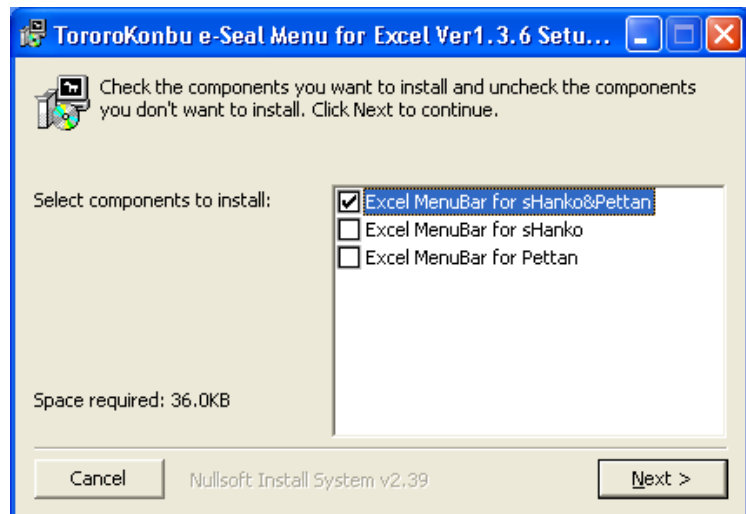 TororoKonbu e-Seal Menu for Excel Ver1.3.6 Setu...
Check the components you want to install and uncheck the components
you don't want to install. Click Next to continue.
Select components to install:
Excel MenuBar for sHanko&Pettan
Excel MenuBar for sHanko
Excel MenuBar for Pettan
Space required: 36.0KB
Cancel
Nullsoft Install System v2.39
Next >